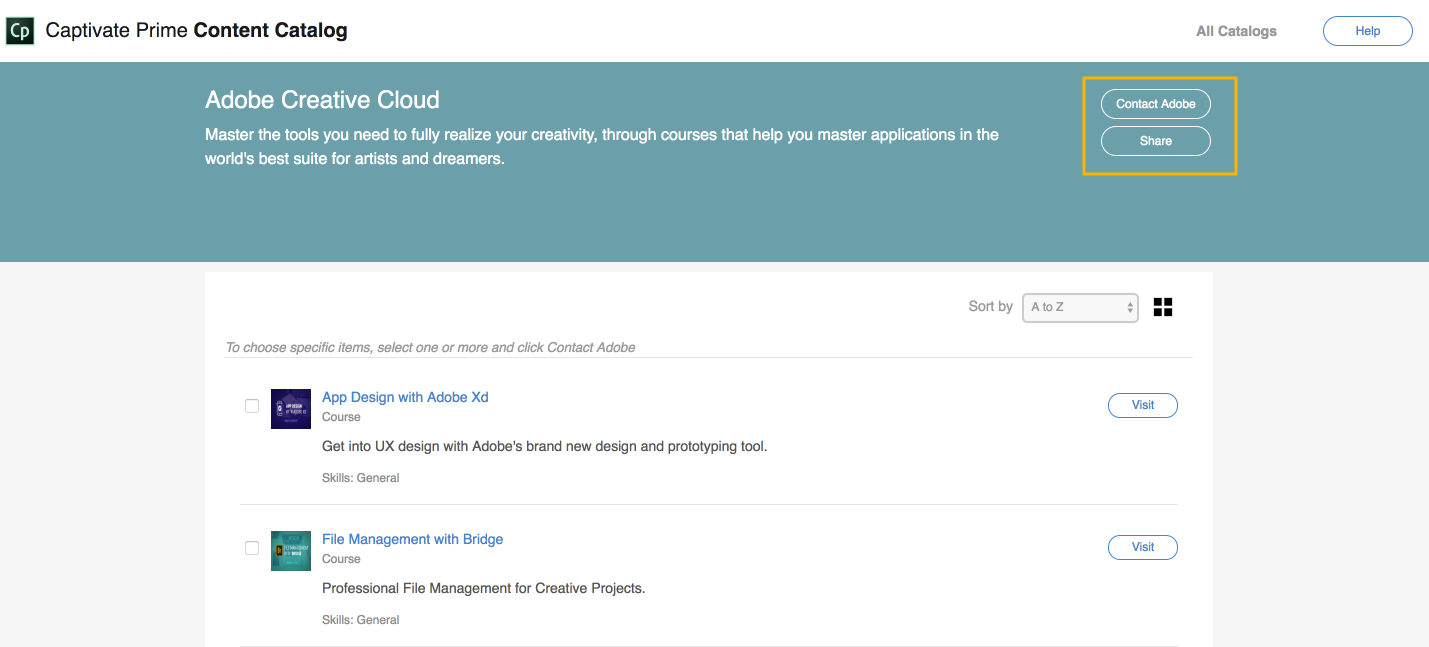 Cp Captivate Prime Content Catalog
All Catalogs
Help
Adobe Creative Cloud
Master the tools you need to fully realize your creativity, through courses that help you master applications in the
world's best suite for artists and dreamers.
Contact Adobe
Share
Sort by A to Z
To choose specific items, select one or more and click Contact Adobe
App Design with Adobe Xd
Course
Get into UX design with Adobe's brand new design and prototyping tool.
Skills: General
Visit
File Management with Bridge
Course
Professional File Management for Creative Projects.
Skills: General
Visit